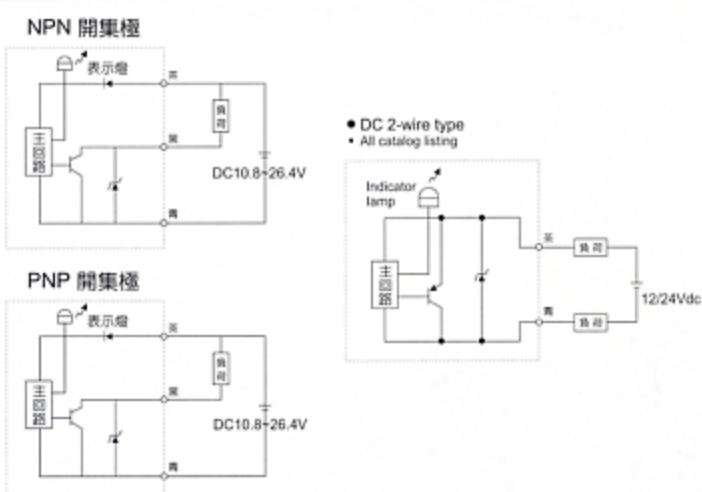 NPN 開集極
表示燈
茶
負荷
黑
主回路
DC10.8~26.4V
青
PNP 開集極
表示燈
茶
負荷
黑
主回路
DC10.8~26.4V
青
● DC 2-wire type
• All catalog listing
Indicator
lamp
茶
負荷
主回路
12/24Vdc
青
負荷